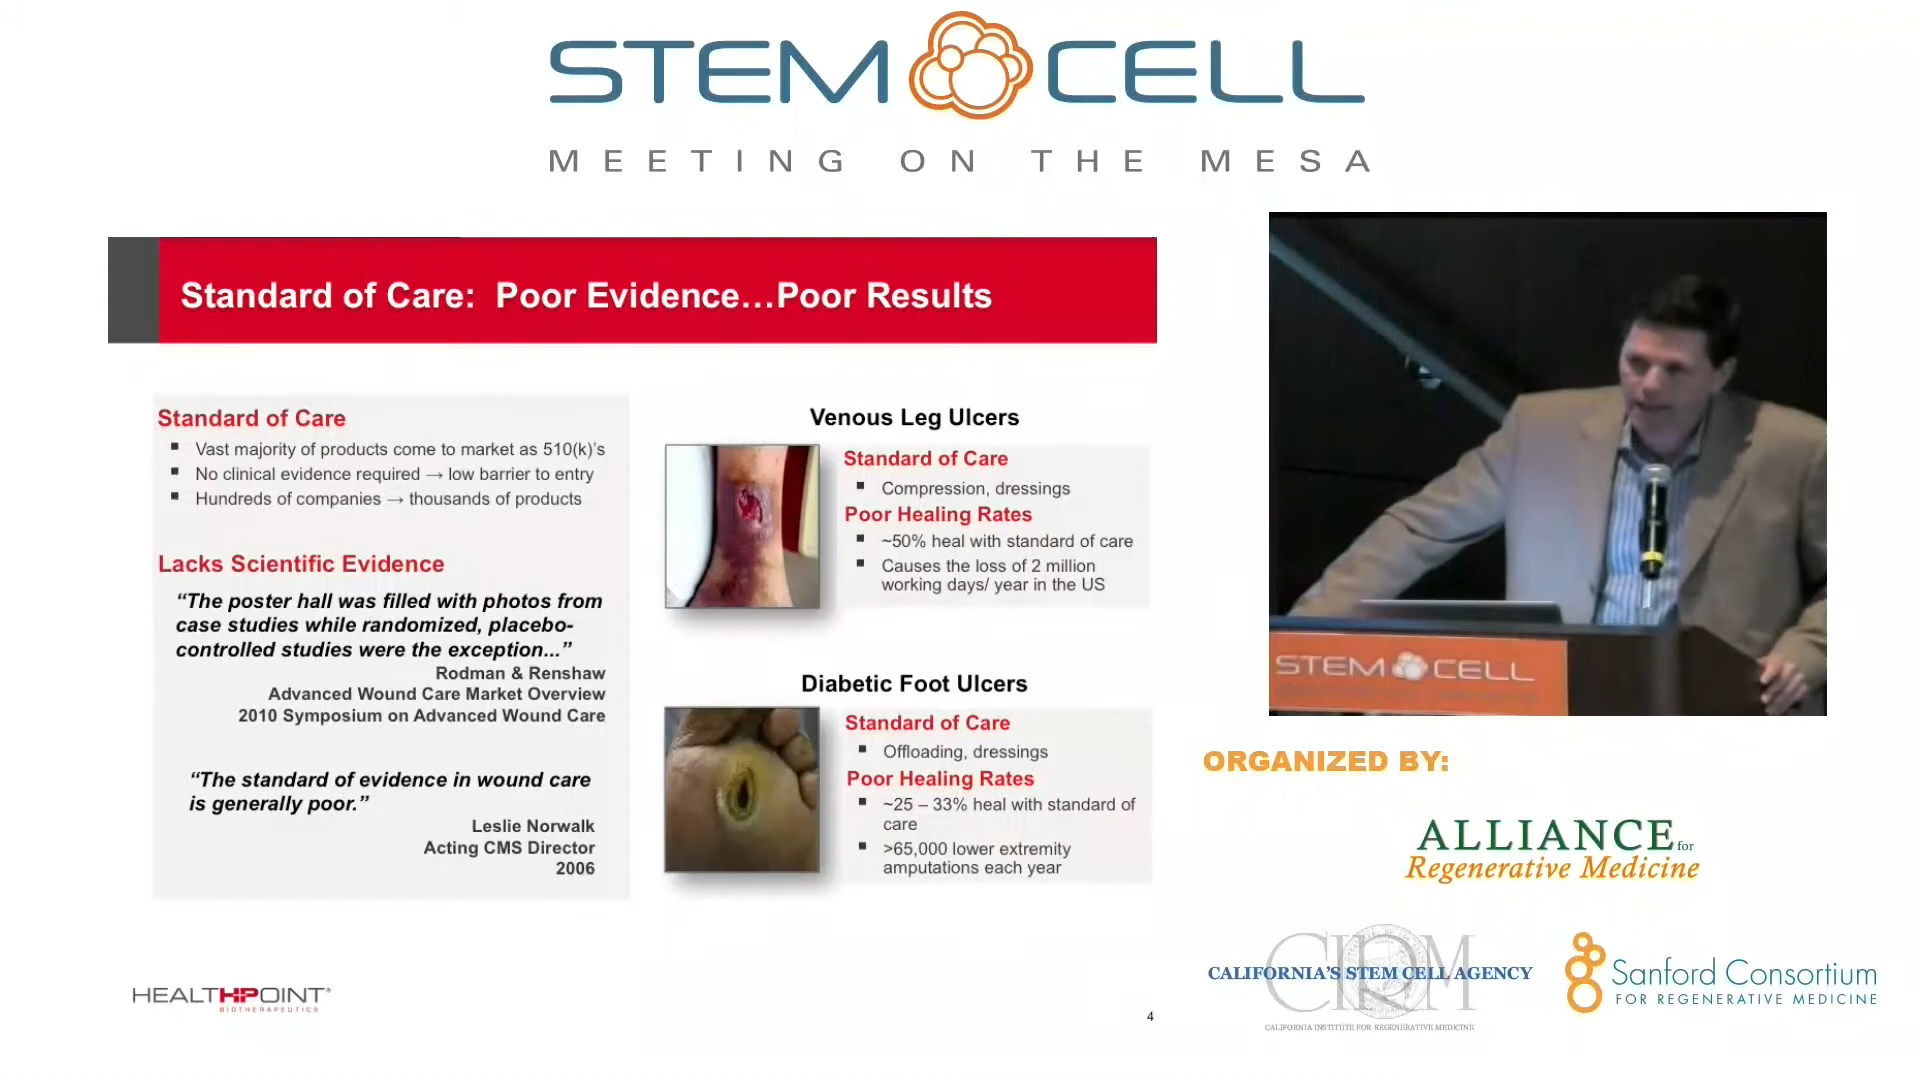 STEM CELL
MEETING ON THE MESA
Standard of Care: Poor Evidence…Poor Results
Standard of Care
▪ Vast majority of products come to market as 510(k)'s
▪ No clinical evidence required → low barrier to entry
▪ Hundreds of companies → thousands of products
Lacks Scientific Evidence
“The poster hall was filled with photos from
case studies while randomized, placebo-
controlled studies were the exception...”
Rodman & Renshaw
Advanced Wound Care Market Overview
2010 Symposium on Advanced Wound Care
“The standard of evidence in wound care
is generally poor.”
Leslie Norwalk
Acting CMS Director
2006
Venous Leg Ulcers
Standard of Care
▪ Compression, dressings
Poor Healing Rates
▪ ~50% heal with standard of care
▪ Causes the loss of 2 million
working days/ year in the US
Diabetic Foot Ulcers
Standard of Care
▪ Offloading, dressings
Poor Healing Rates
▪ ~25 – 33% heal with standard of
care
▪ >65,000 lower extremity
amputations each year
HEALTHPOINT®
BIOTHERAPEUTICS
4
STEM CELL
ORGANIZED BY:
ALLIANCE for
Regenerative Medicine
CIRM
CALIFORNIA'S STEM CELL AGENCY
CALIFORNIA INSTITUTE FOR REGENERATIVE MEDICINE
Sanford Consortium
FOR REGENERATIVE MEDICINE